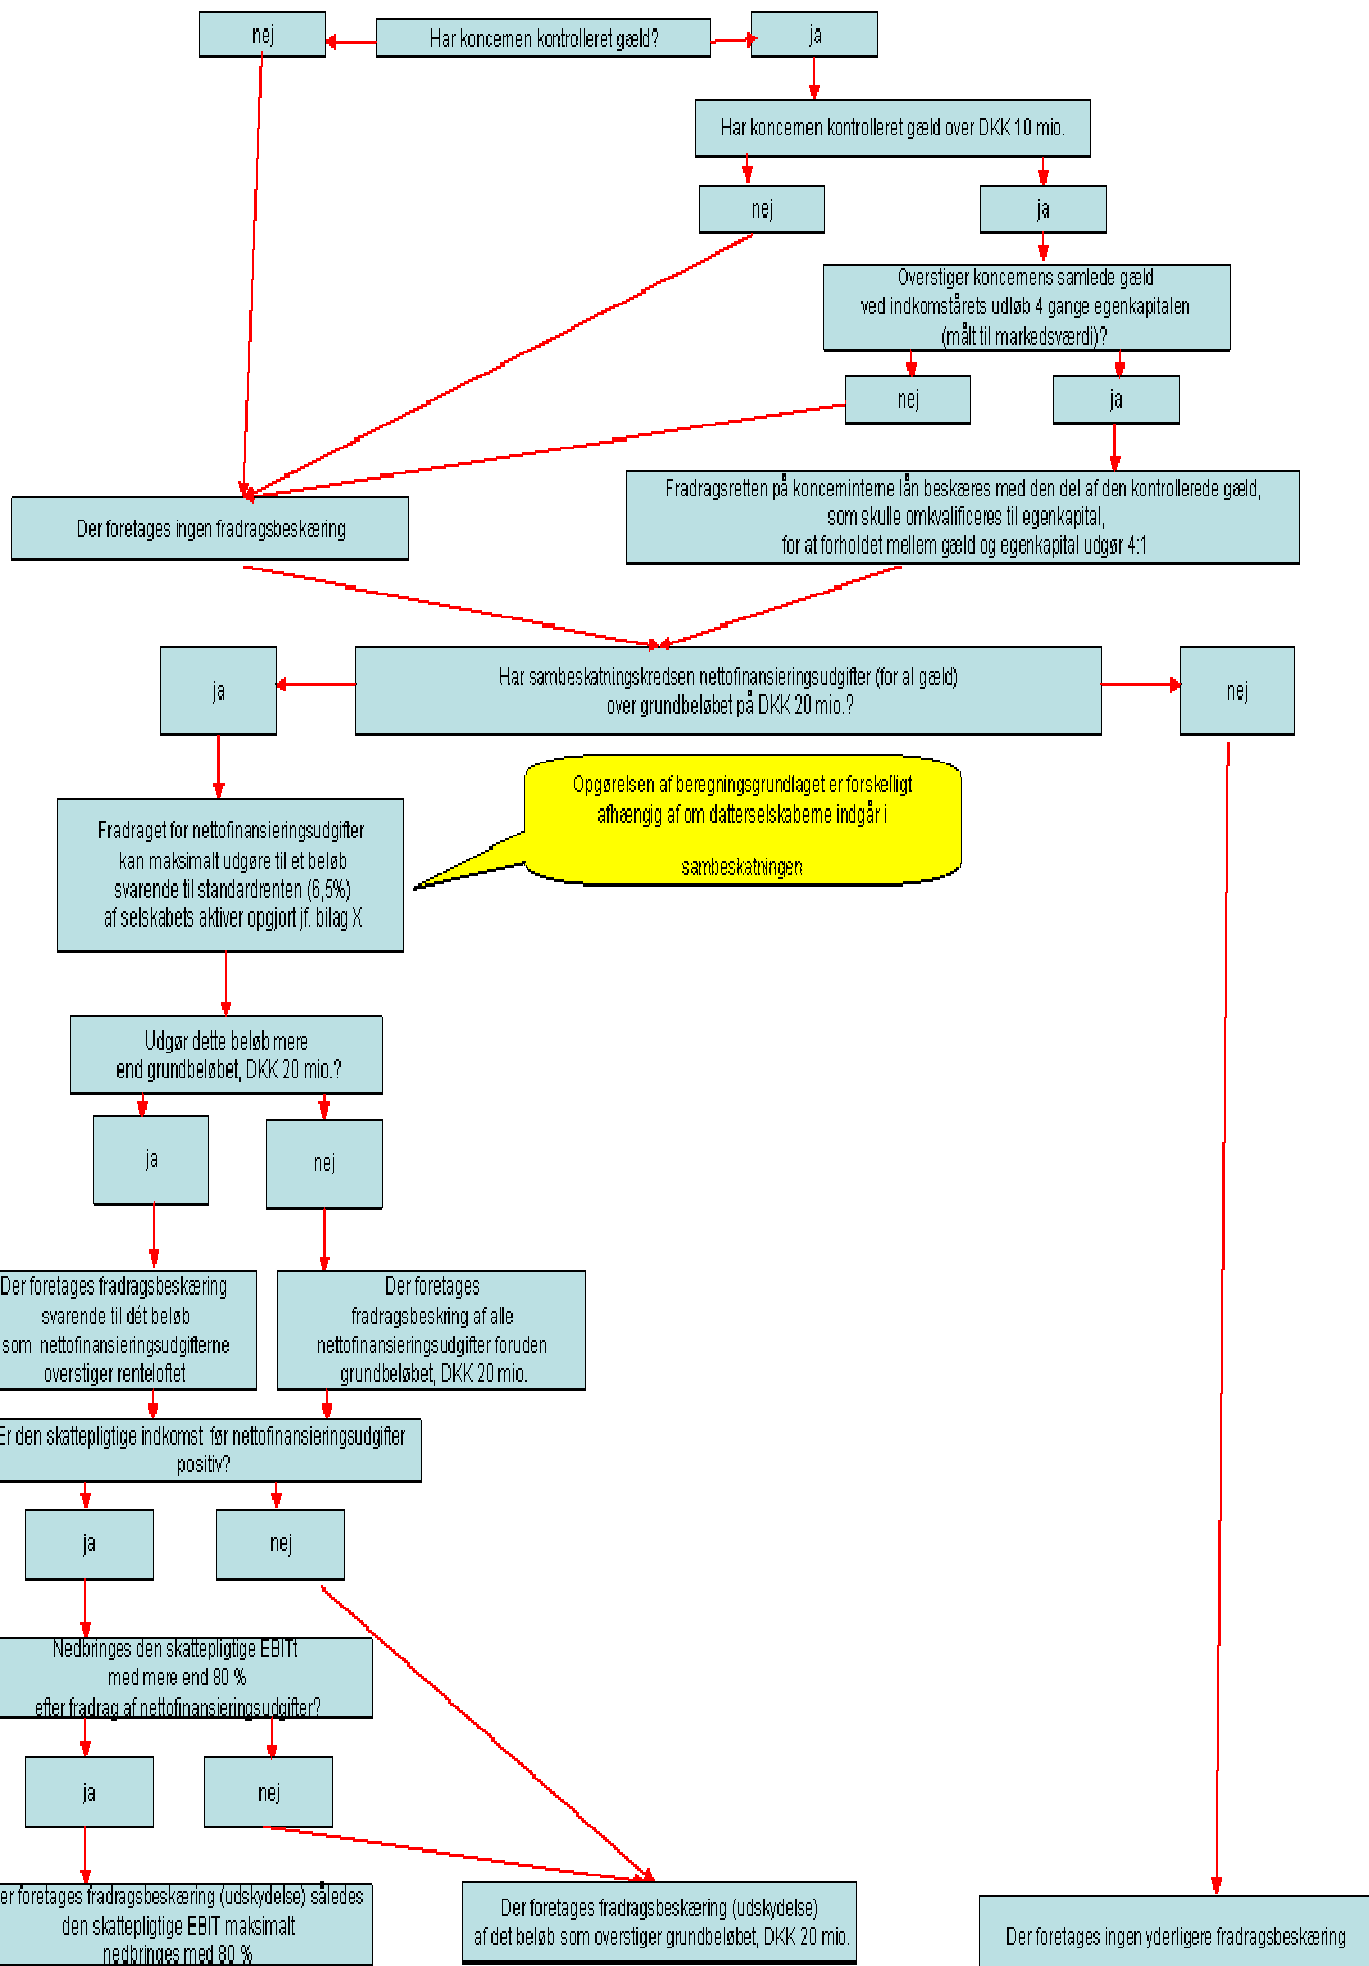 nej
Har koncernen kontrolleret gæld?
ja
Har koncernen kontrolleret gæld over DKK 10 mio.
nej
ja
Overstiger koncernens samlede gæld
ved indkomstårets udløb 4 gange egenkapitalen
(målt til markedsværdi)?
nej
ja
Der foretages ingen fradragsbeskæring
Fradragsretten på koncerninterne lån beskæres med den del af den kontrollerede gæld,
som skulle omkvalificeres til egenkapital,
for at forholdet mellem gæld og egenkapital udgør 4:1
ja
Har sambeskatningskredsen nettofinansieringsudgifter (for al gæld)
over grundbeløbet på DKK 20 mio.?
nej
Opgørelsen af beregningsgrundlaget er forskelligt
afhængig af om datterselskaberne indgår i
sambeskatningen
Fradraget for nettofinansieringsudgifter
kan maksimalt udgøre til et beløb
svarende til standardrenten (6,5%)
af selskabets aktiver opgjort jf. bilag X
Udgør dette beløb mere
end grundbeløbet, DKK 20 mio.?
ja
nej
Der foretages fradragsbeskæring
svarende til dét beløb
som nettofinansieringsudgifterne
overstiger renteloftet
Der foretages
fradragsbeskring af alle
nettofinansieringsudgifter foruden
grundbeløbet, DKK 20 mio.
Er den skattepligtige indkomst før nettofinansieringsudgifter
positiv?
ja
nej
Nedbringes den skattepligtige EBITt
med mere end 80 %
efter fradrag af nettofinansieringsudgifter?
ja
nej
er foretages fradragsbeskæring (udskydelse) således
den skattepligtige EBIT maksimalt
nedbringes med 80 %
Der foretages fradragsbeskæring (udskydelse)
af det beløb som overstiger grundbeløbet, DKK 20 mio.
Der foretages ingen yderligere fradragsbeskæring